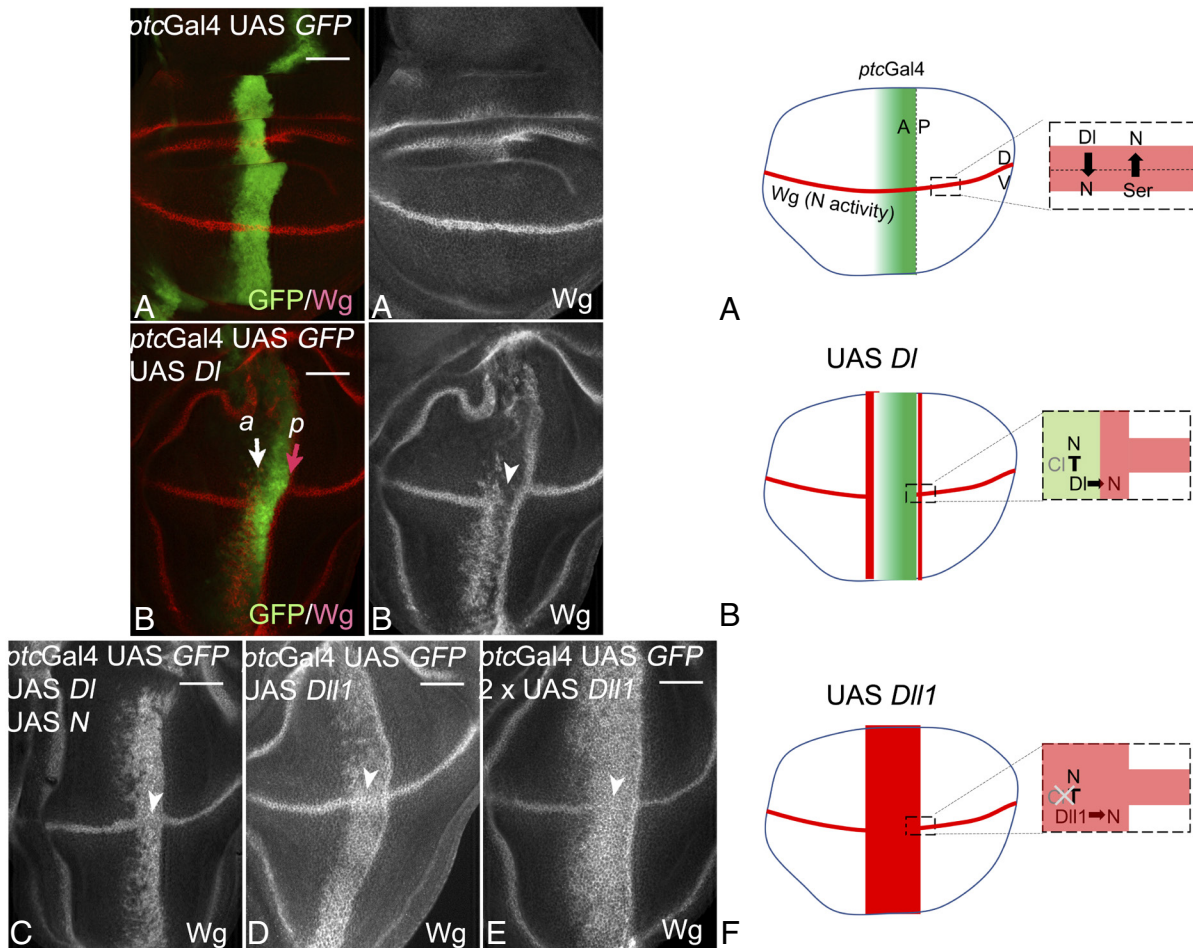 ptcGal4 UAS GFP
A
GFP/Wg
A
Wg
ptcGal4 UAS GFP
UAS Dl
a
p
B
GFP/Wg
B
Wg
ptcGal4 UAS GFP
UAS Dl
UAS N
C
Wg
ptcGal4 UAS GFP
UAS Dll1
D
Wg
ptcGal4 UAS GFP
2 x UAS Dll1
E
Wg
ptcGal4
A P
D
V
Wg (N activity)
Dl N
N Ser
A
UAS Dl
N
CI T
Dl N
B
UAS Dll1
N
T
Dll1 N
F